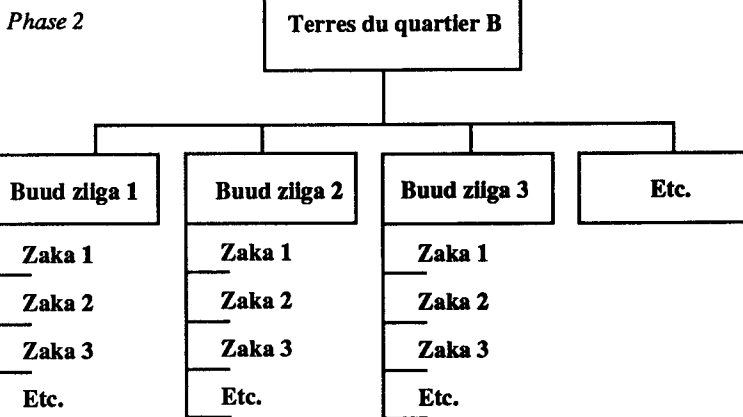 Phase 2
Terres du quartier B
Buud ziiga 1
Buud ziiga 2
Buud ziiga 3
Etc.
Zaka 1
Zaka 2
Zaka 3
Etc.
Zaka 1
Zaka 2
Zaka 3
Etc.
Zaka 1
Zaka 2
Zaka 3
Etc.